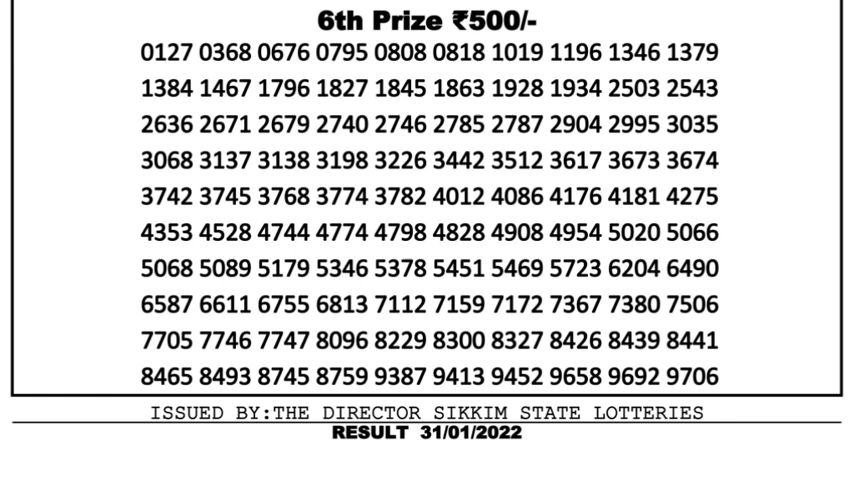 6th Prize ₹500/-
0127 0368 0676 0795 0808 0818 1019 1196 1346 1379
1384 1467 1796 1827 1845 1863 1928 1934 2503 2543
2636 2671 2679 2740 2746 2785 2787 2904 2995 3035
3068 3137 3138 3198 3226 3442 3512 3617 3673 3674
3742 3745 3768 3774 3782 4012 4086 4176 4181 4275
4353 4528 4744 4774 4798 4828 4908 4954 5020 5066
5068 5089 5179 5346 5378 5451 5469 5723 6204 6490
6587 6611 6755 6813 7112 7159 7172 7367 7380 7506
7705 7746 7747 8096 8229 8300 8327 8426 8439 8441
8465 8493 8745 8759 9387 9413 9452 9658 9692 9706
ISSUED BY:THE DIRECTOR SIKKIM STATE LOTTERIES
RESULT 31/01/2022